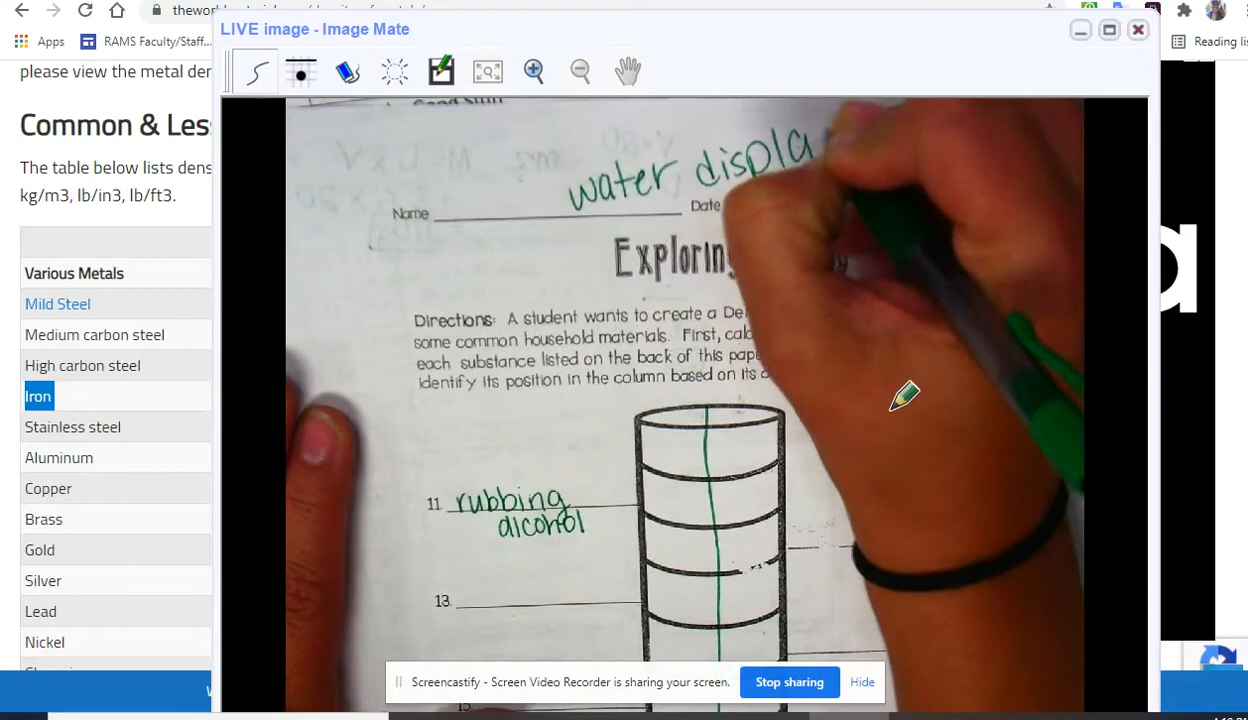 theworld
Apps
RAMS Faculty/Staff...
Reading lis
LIVE image - Image Mate
please view the metal der
Common & Les
The table below lists dens
kg/m3, lb/in3, lb/ft3.
Various Metals
Mild Steel
Medium carbon steel
High carbon steel
Iron
Stainless steel
Aluminum
Copper
Brass
Gold
Silver
Lead
Nickel
water displa
Name
Date
Exploring
Directions: A student wants to create a De
some common household materials. First, calc
each substance listed on the back of this pape
identify its position in the column based on its d
11. rubbing
alcohol
13.
15.
Screencastify - Screen Video Recorder is sharing your screen.
Stop sharing
Hide